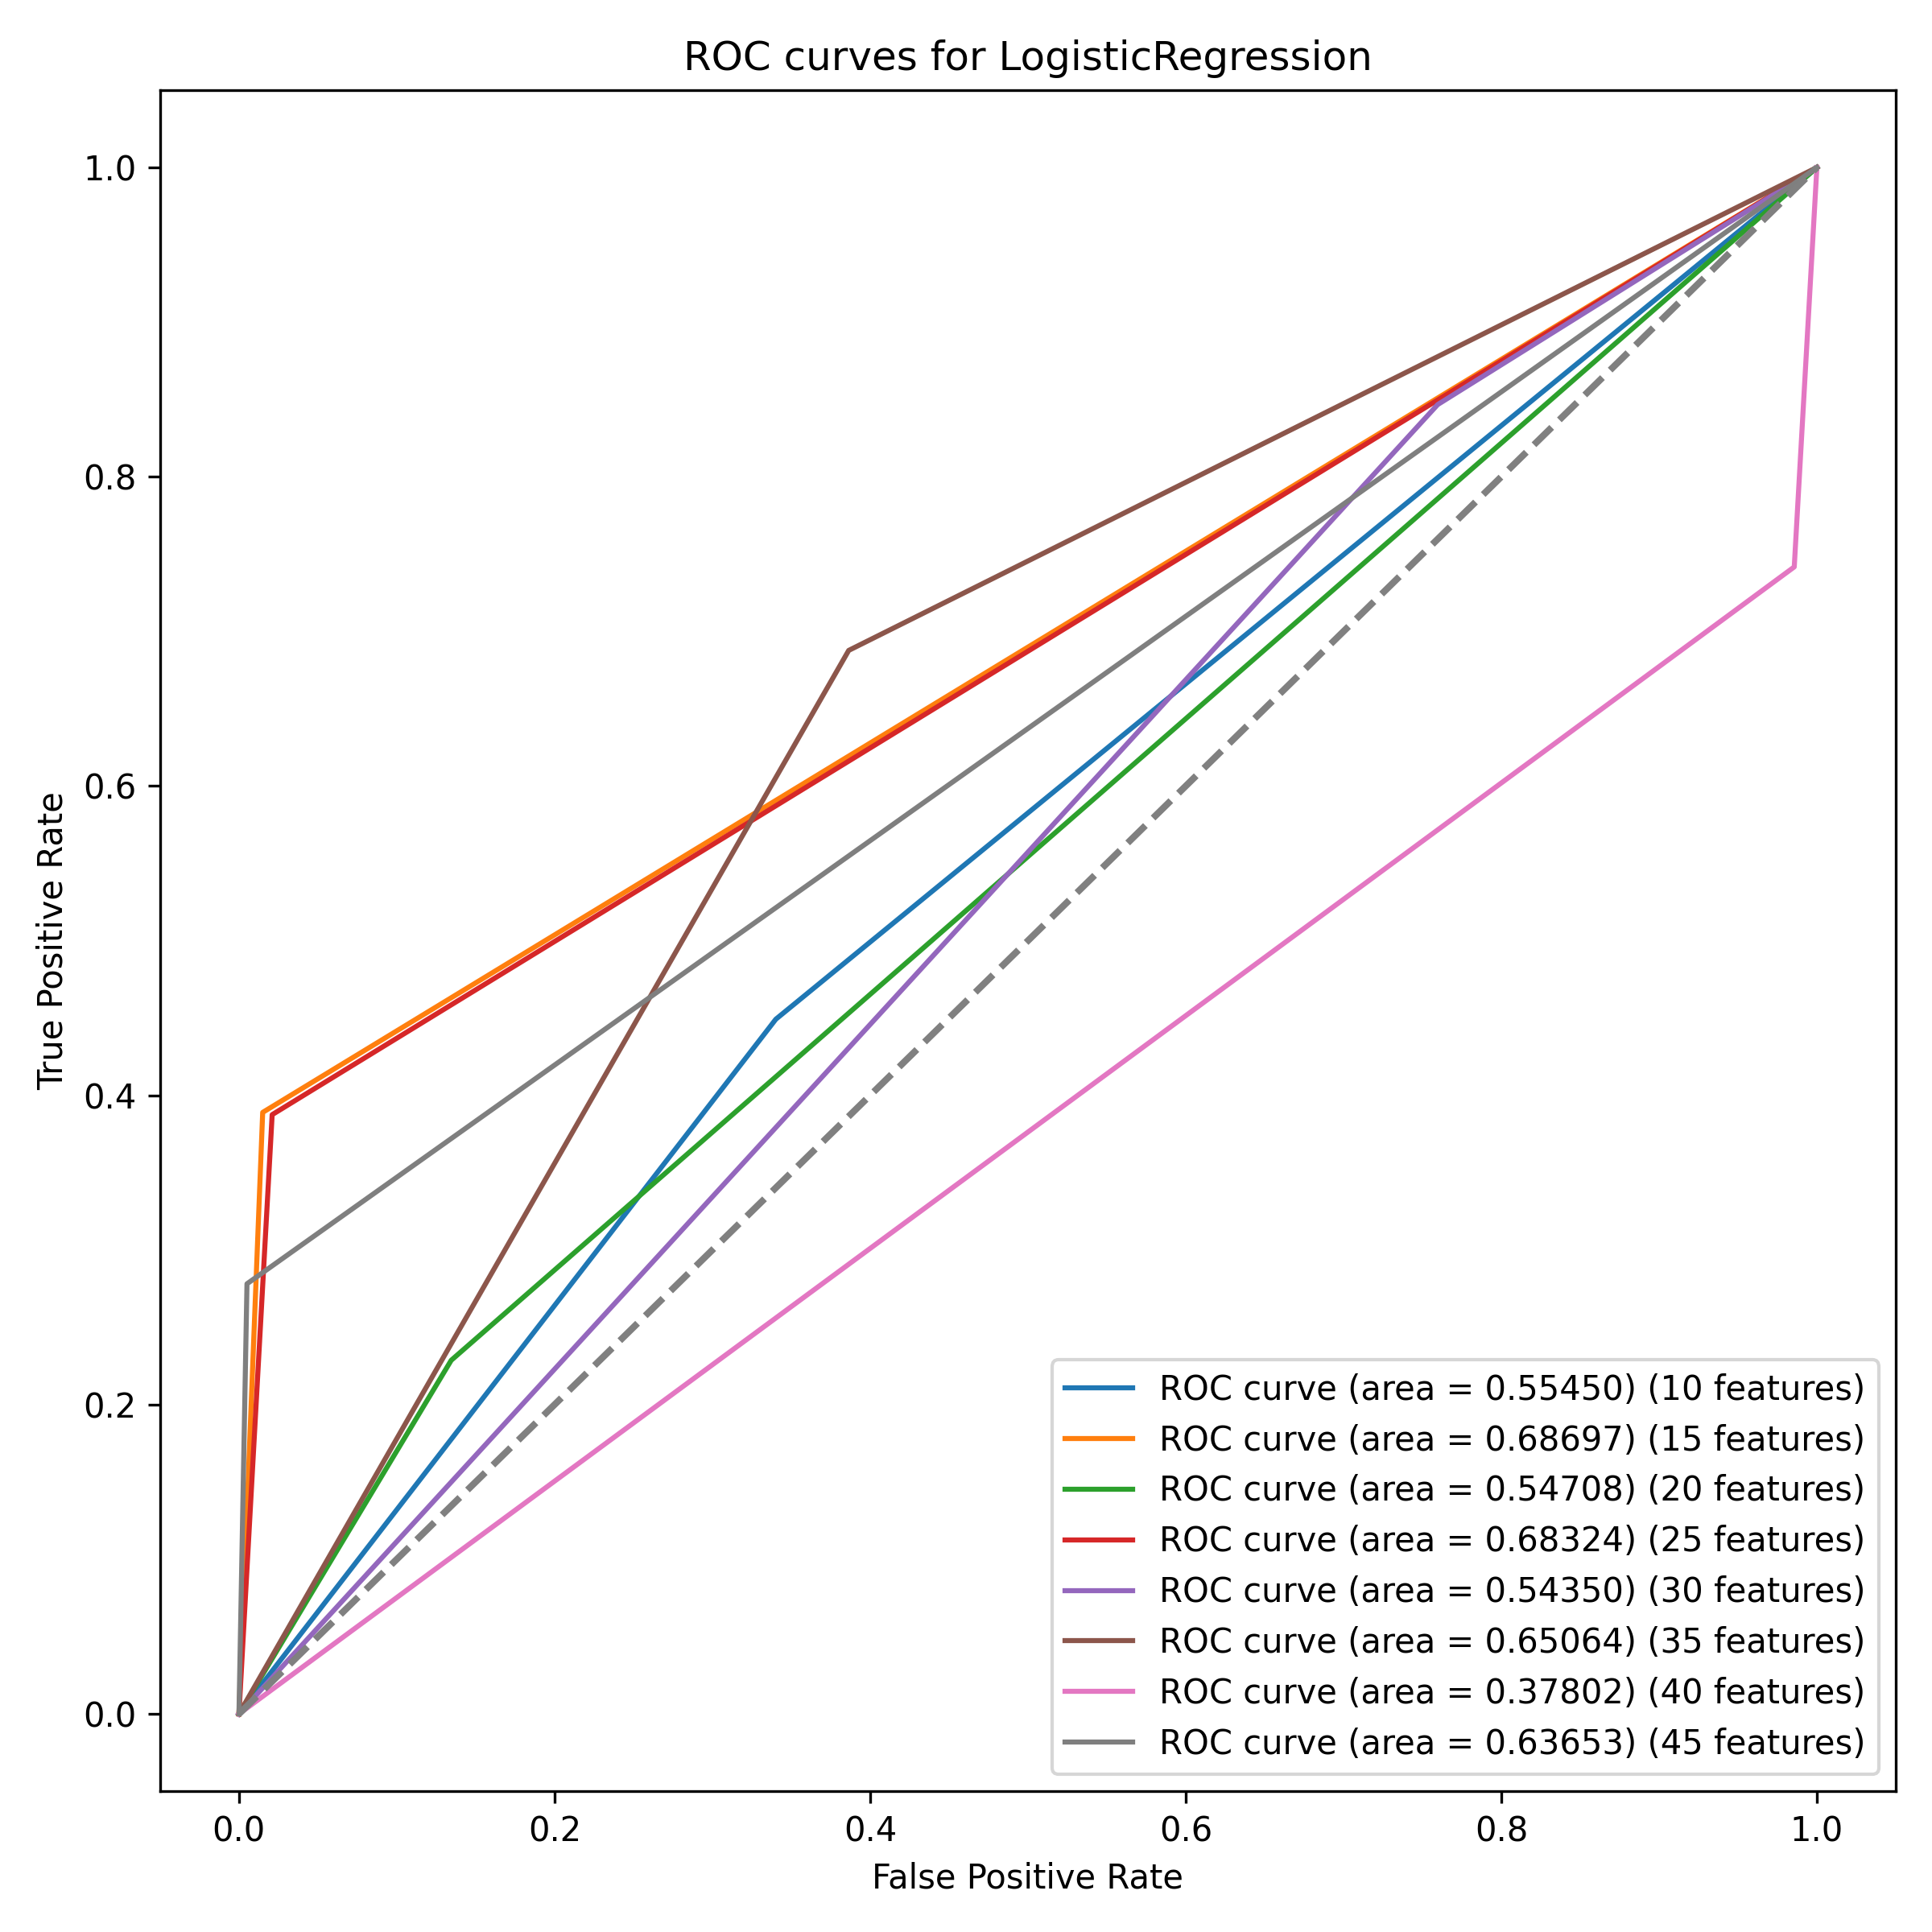 ROC curves for LogisticRegression
True Positive Rate
1.0
0.8
0.6
0.4
0.2
0.0
ROC curve (area = 0.55450) (10 features)
ROC curve (area = 0.68697) (15 features)
ROC curve (area = 0.54708) (20 features)
ROC curve (area = 0.68324) (25 features)
ROC curve (area = 0.54350) (30 features)
ROC curve (area = 0.65064) (35 features)
ROC curve (area = 0.37802) (40 features)
ROC curve (area = 0.63653) (45 features)
0.0 0.2 0.4 0.6 0.8 1.0
False Positive Rate